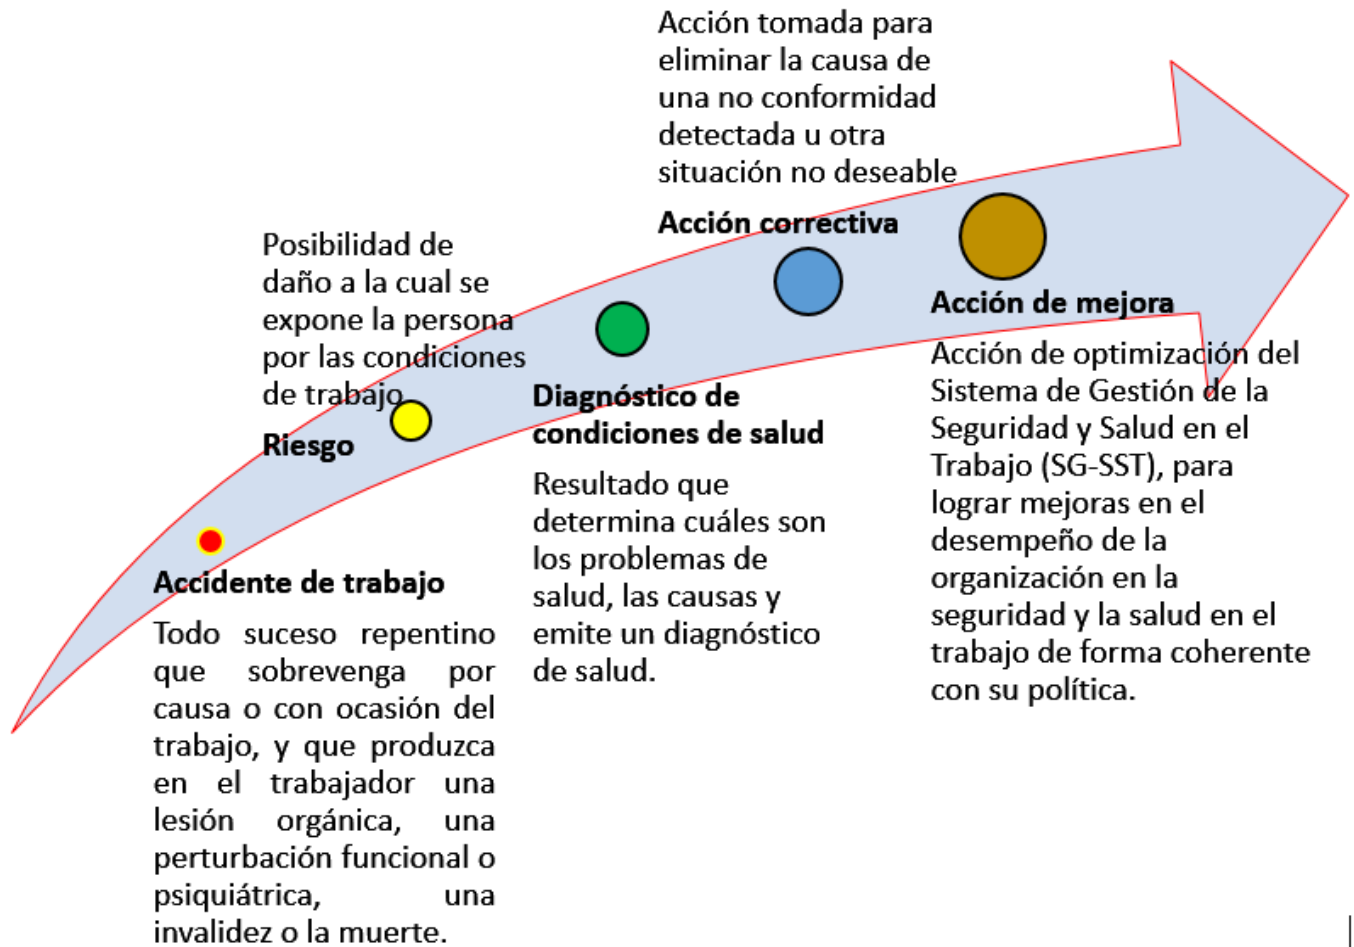 Acción tomada para
eliminar la causa de
una no conformidad
detectada u otra
situación no deseable
Acción correctiva
Posibilidad de
daño a la cual se
expone la persona
por las condiciones
de trabajo
Riesgo
Acción de mejora
Acción de optimización del
Sistema de Gestión de la
Seguridad y Salud en el
Trabajo (SG-SST), para
lograr mejoras en el
desempeño de la
organización en la
seguridad y la salud en el
trabajo de forma coherente
con su política.
Diagnóstico de
condiciones de salud
Resultado que
determina cuáles son
los problemas de
salud, las causas y
emite un diagnóstico
de salud.
Accidente de trabajo
Todo suceso repentino
que sobrevenga por
causa o con ocasión del
trabajo, y que produzca
en el trabajador una
lesión orgánica, una
perturbación funcional o
psiquiátrica, una
invalidez o la muerte.